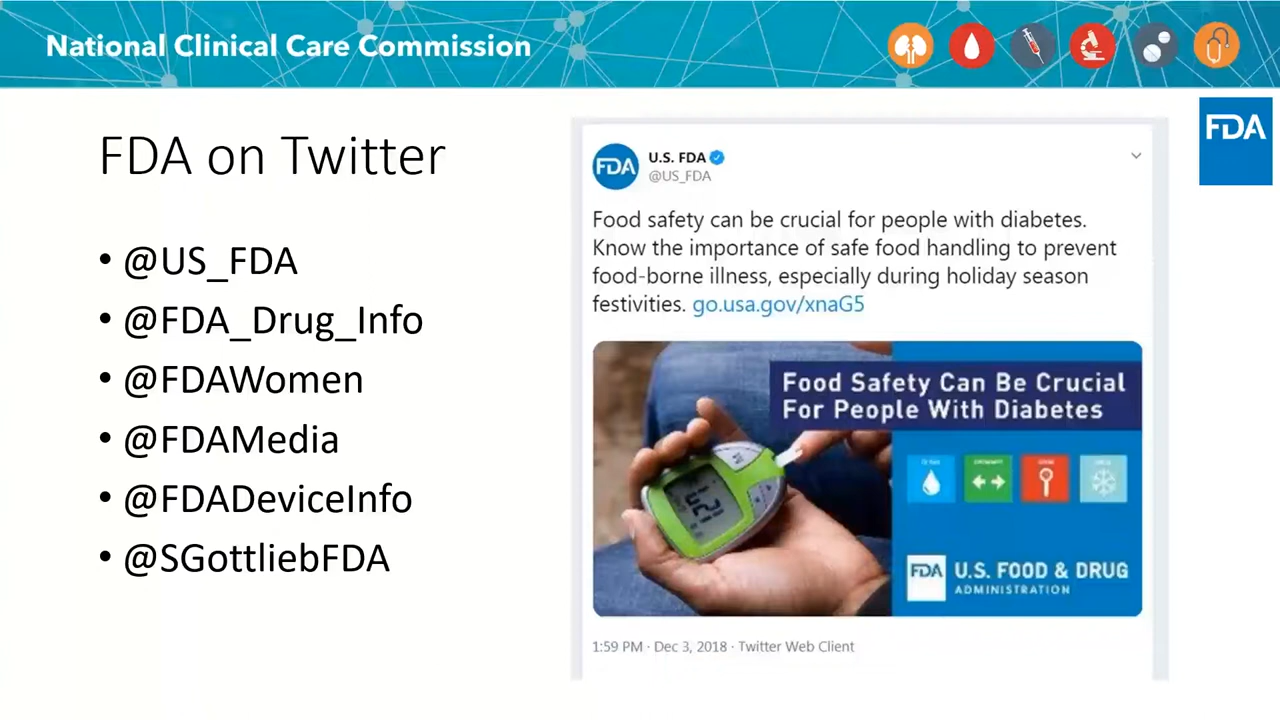 National Clinical Care Commission
FDA
FDA on Twitter
• @US_FDA
• @FDA_Drug_Info
• @FDAWomen
• @FDAMedia
• @FDADeviceInfo
• @SGottliebFDA
FDA
U.S. FDA
@US_FDA
Food safety can be crucial for people with diabetes.
Know the importance of safe food handling to prevent
food-borne illness, especially during holiday season
festivities. go.usa.gov/xnaG5
Food Safety Can Be Crucial
For People With Diabetes
FDA
U.S. FOOD & DRUG
ADMINISTRATION
1:59 PM · Dec 3, 2018 · Twitter Web Client